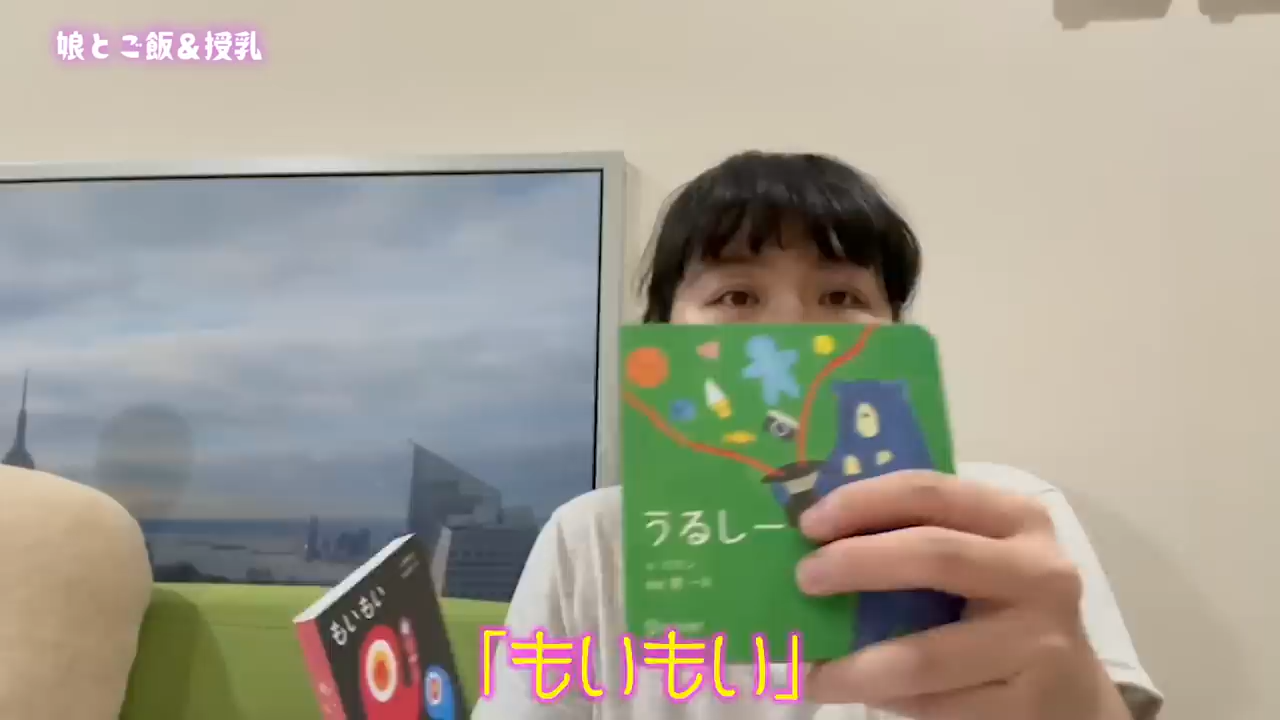 娘とご飯&授乳
うるしー
もいもい
「もいもい」